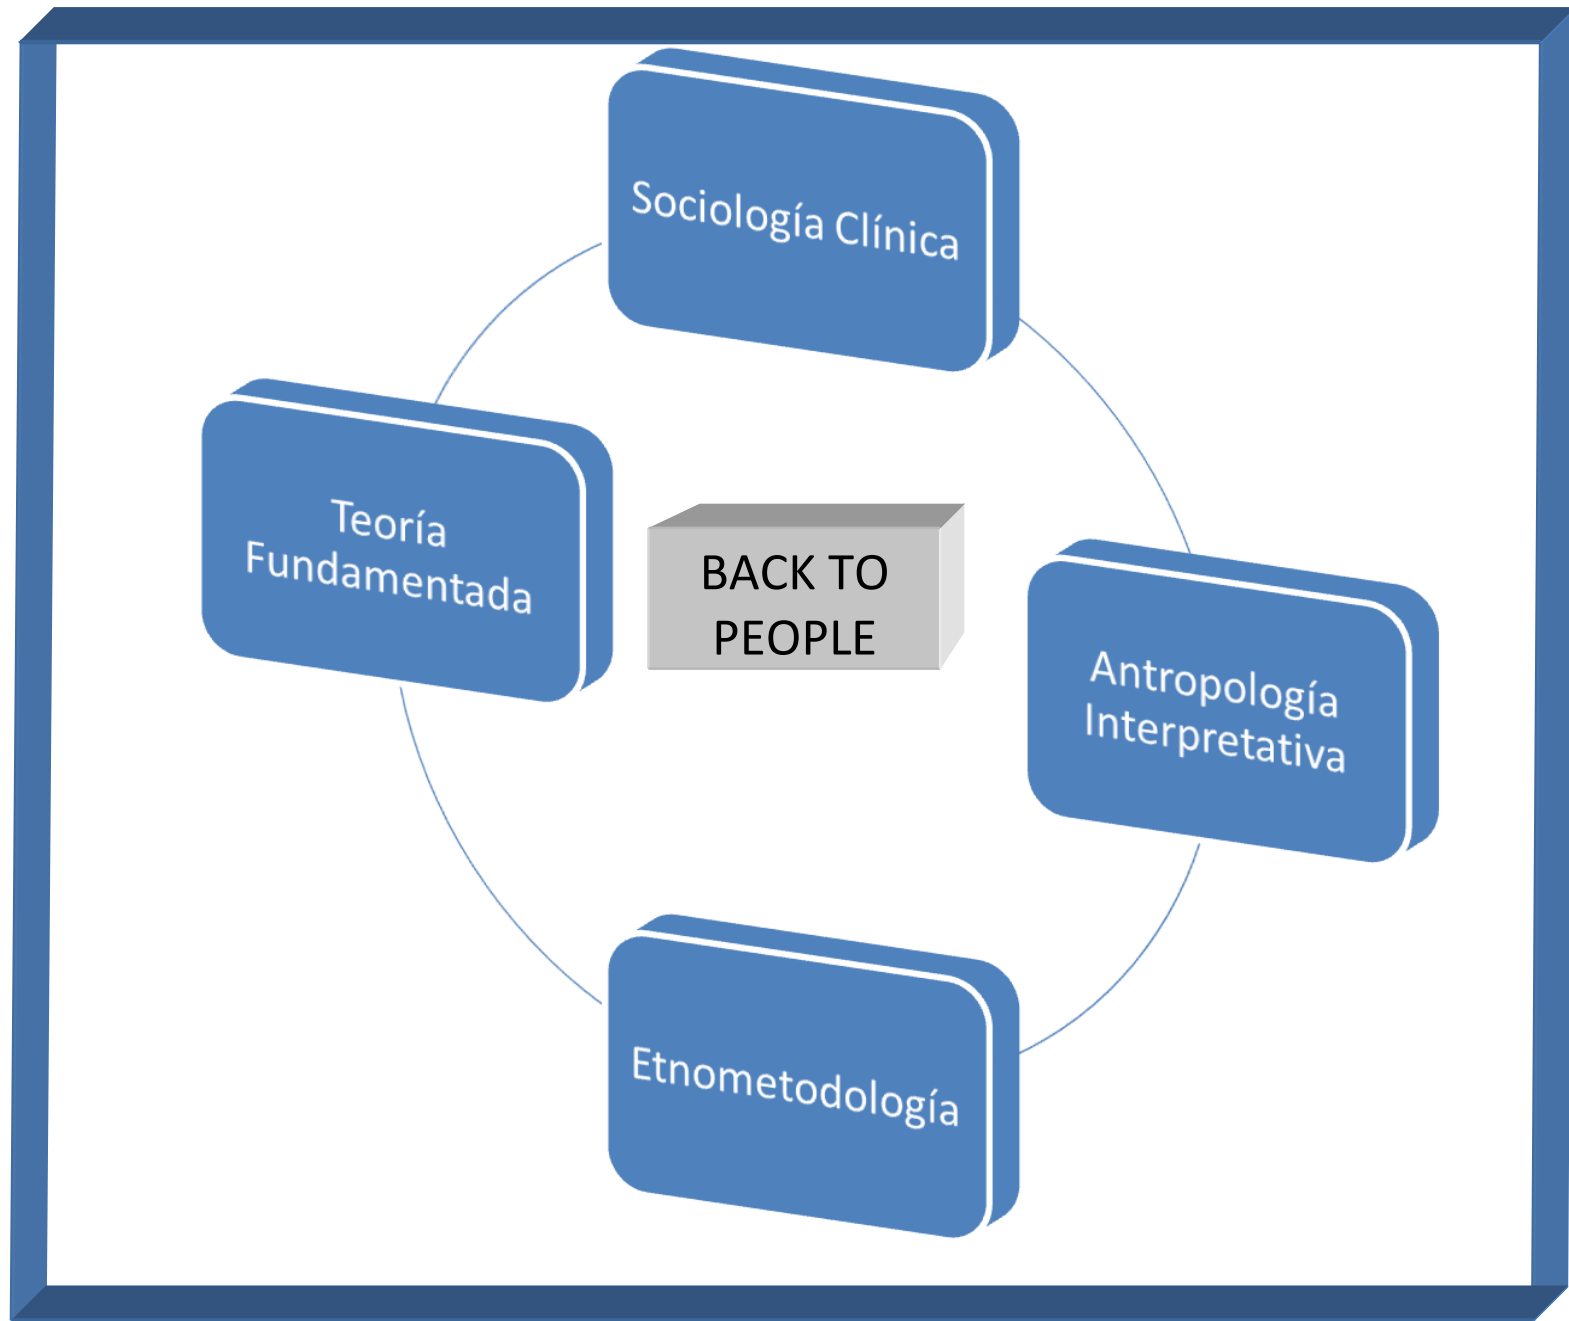 Sociología Clínica
Teoría
Fundamentada
BACK TO
PEOPLE
Antropología
Interpretativa
Etnometodología